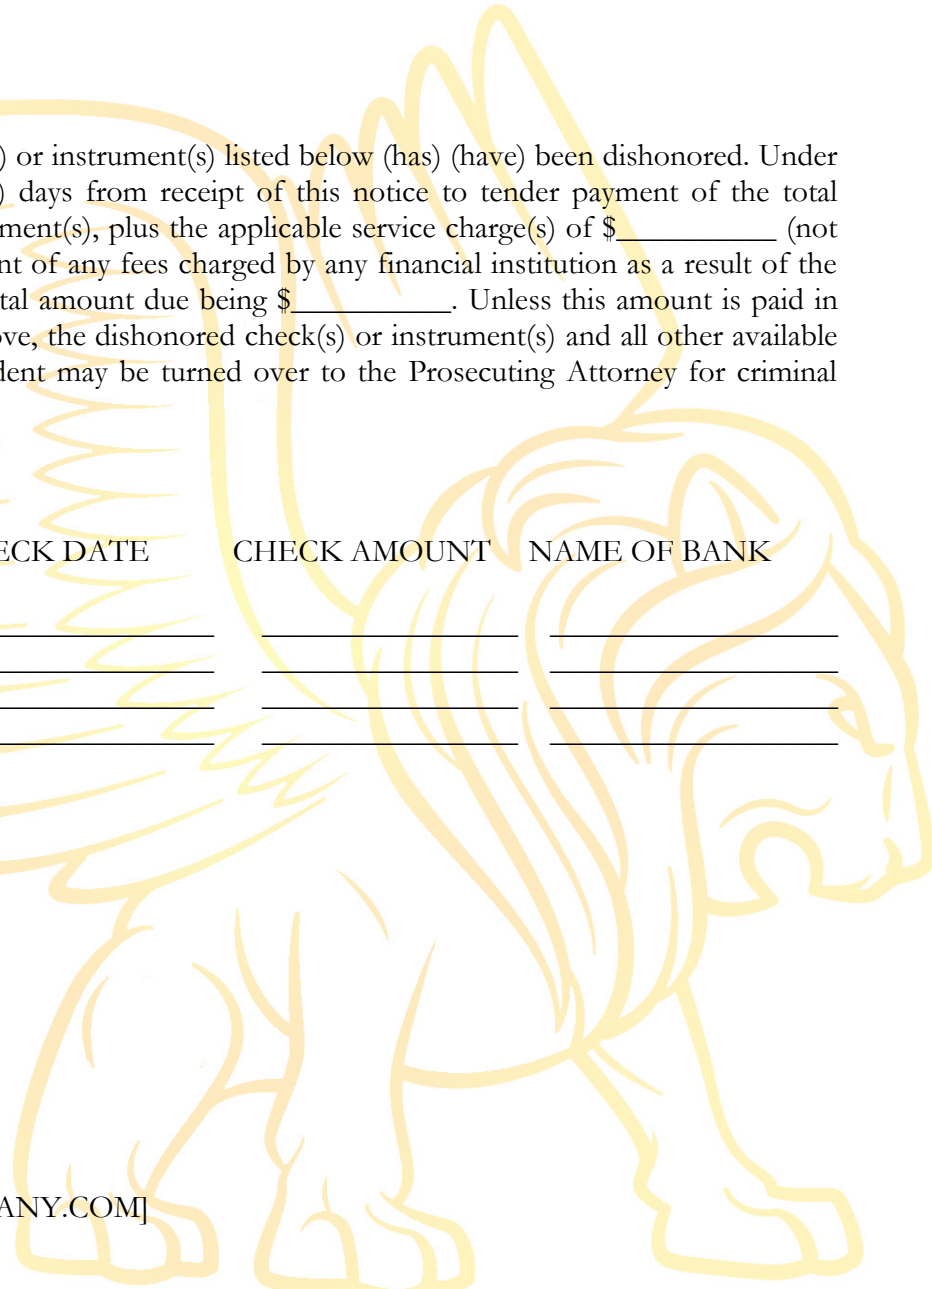 ) or instrument(s) listed below (has) (have) been dishonored. Under
) days from receipt of this notice to tender payment of the total
ment(s), plus the applicable service charge(s) of $__________ (not
nt of any fees charged by any financial institution as a result of the
tal amount due being $__________. Unless this amount is paid in
ove, the dishonored check(s) or instrument(s) and all other available
dent may be turned over to the Prosecuting Attorney for criminal
ECK DATE CHECK AMOUNT NAME OF BANK
ANY.COM]